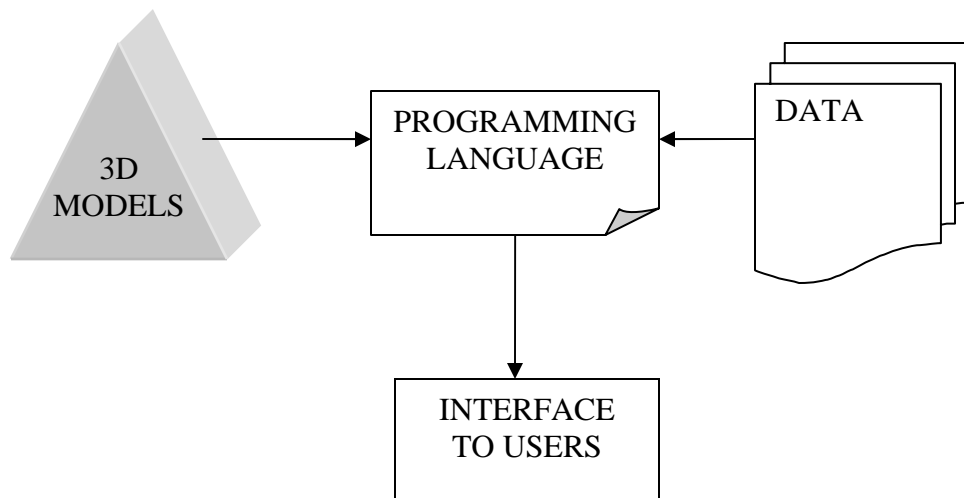 3D
MODELS
PROGRAMMING
LANGUAGE
DATA
INTERFACE
TO USERS